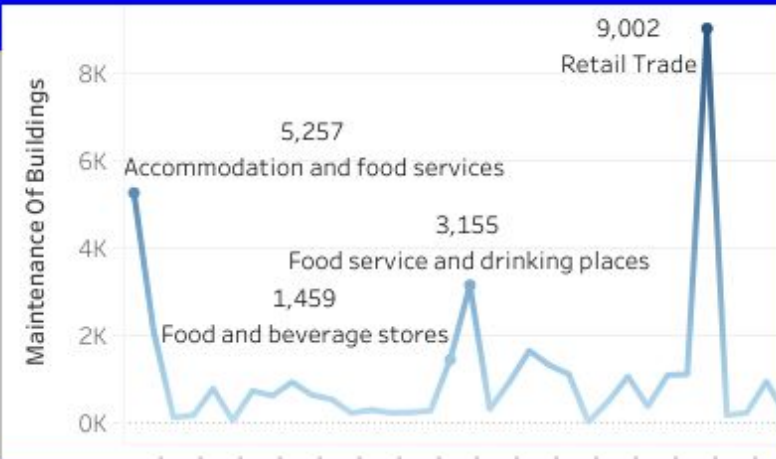 9,002
Retail Trade
8K
5,257
6K
Accommodation and food services
3,155
4K
Food service and drinking places
1,459
2K
Food and beverage stores
0K
Maintenance Of Buildings